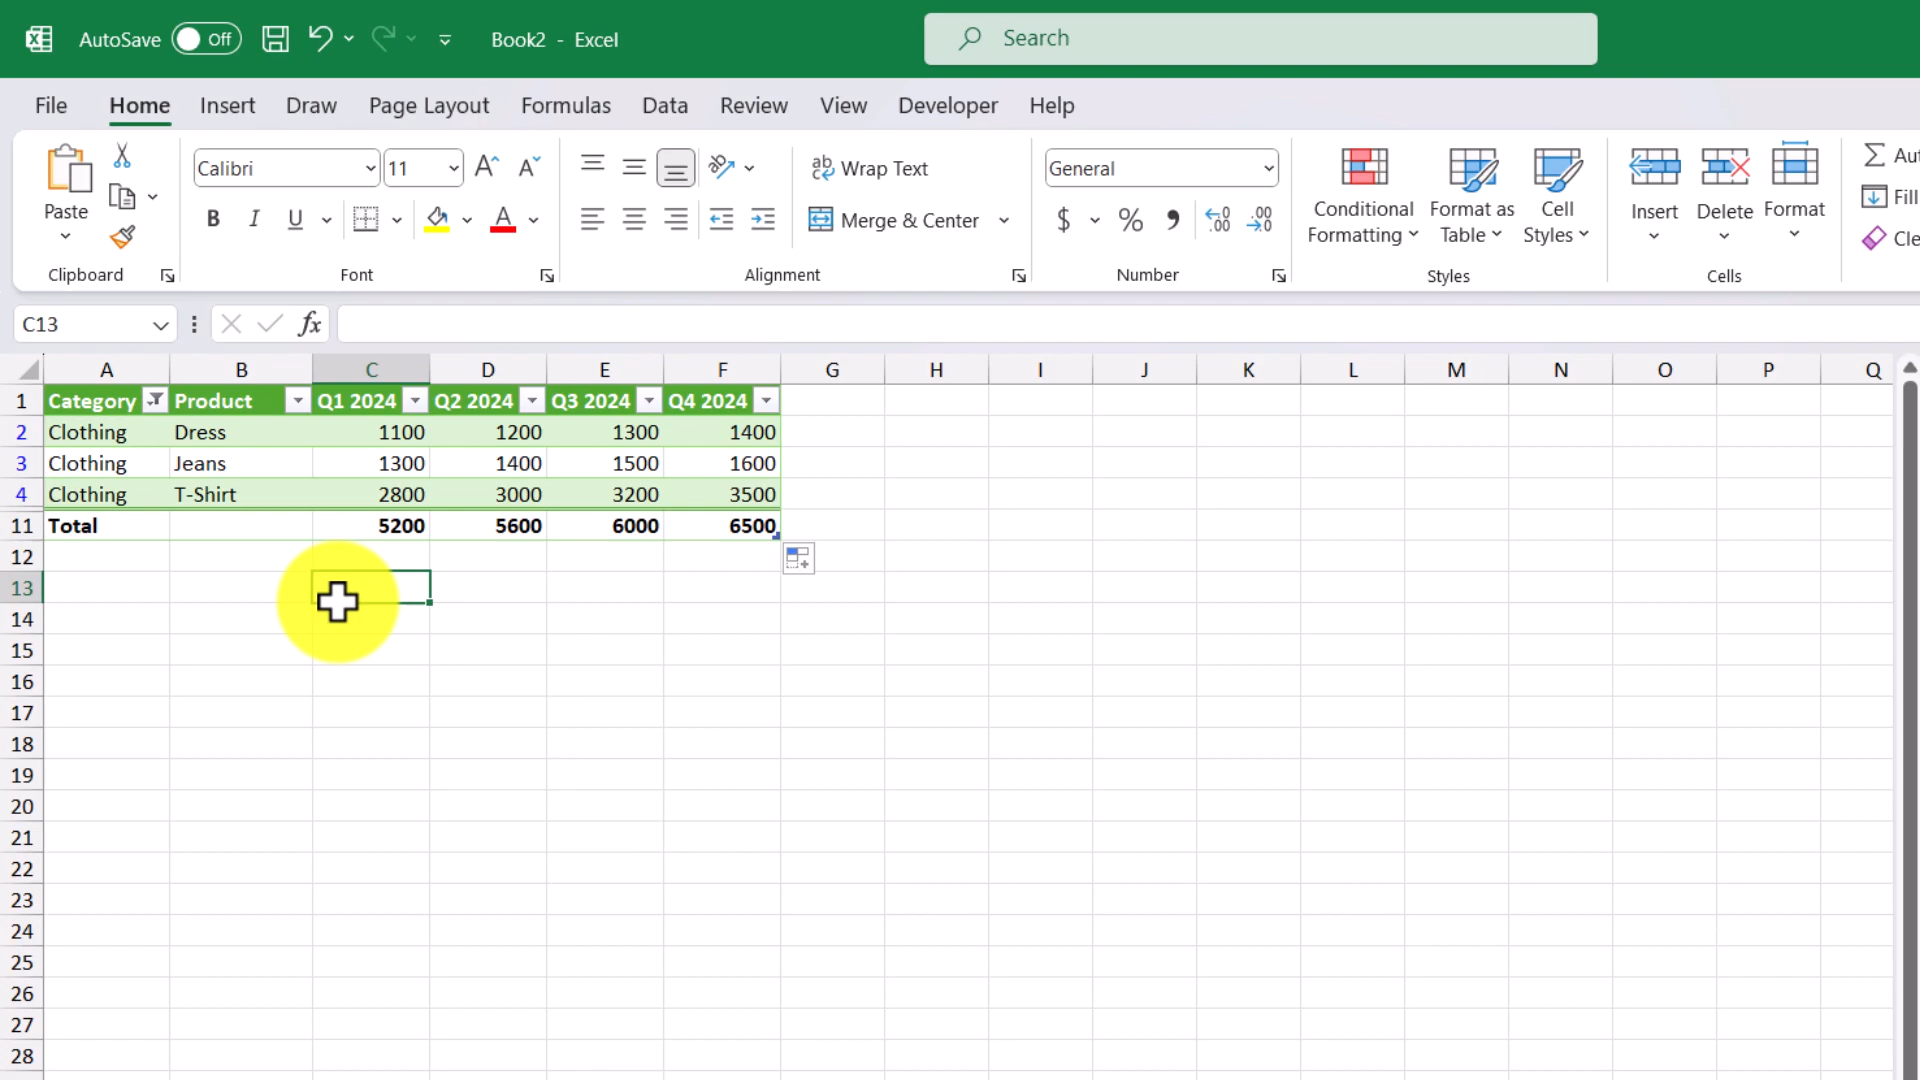 AutoSave Off Book2 - Excel Search
File Home Insert Draw Page Layout Formulas Data Review View Developer Help
Paste Calibri 11 A A Wrap Text General Conditional Formatting Format as Table Cell Styles Insert Delete Format Fill
B I U A Merge & Center $ % 9 .00
Clipboard Font Alignment Number Styles Cells
C13 fx
A B C D E F G H I J K L M N O P Q
1 Category Product Q1 2024 Q2 2024 Q3 2024 Q4 2024
2 Clothing Dress 1100 1200 1300 1400
3 Clothing Jeans 1300 1400 1500 1600
4 Clothing T-Shirt 2800 3000 3200 3500
11 Total 5200 5600 6000 6500
12
13
14
15
16
17
18
19
20
21
22
23
24
25
26
27
28